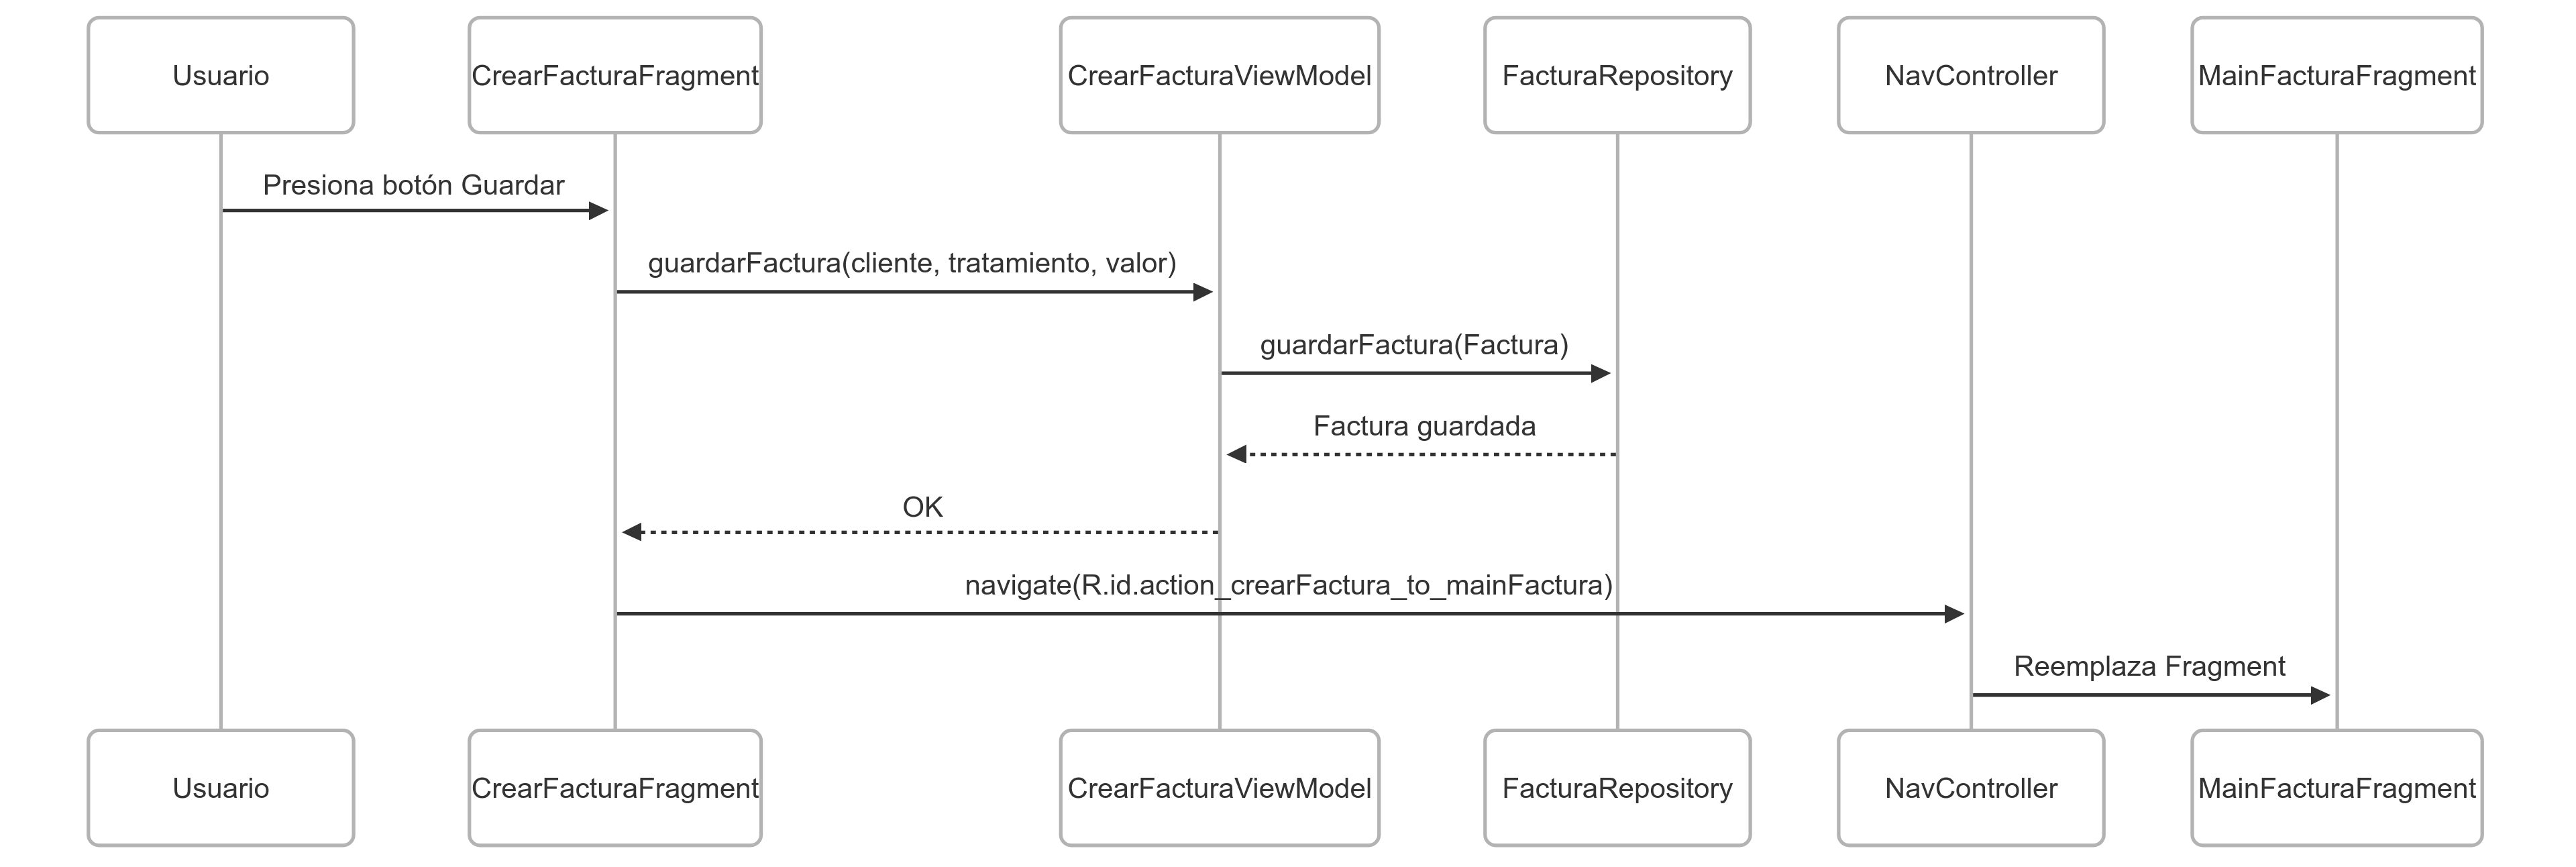 Usuario
CrearFacturaFragment
CrearFacturaViewModel
FacturaRepository
NavController
MainFacturaFragment
Presiona botón Guardar
guardarFactura(cliente, tratamiento, valor)
guardarFactura(Factura)
Factura guardada
OK
navigate(R.id.action_crearFactura_to_mainFactura)
Reemplaza Fragment
Usuario
CrearFacturaFragment
CrearFacturaViewModel
FacturaRepository
NavController
MainFacturaFragment